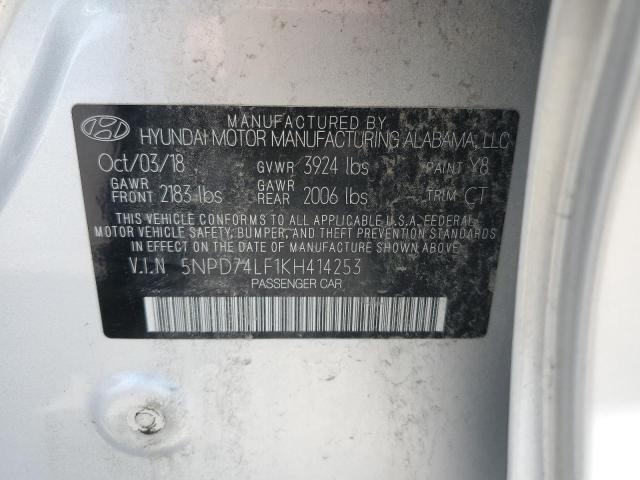 MANUFACTURED BY
HYUNDAI MOTOR MANUFACTURING ALABAMA, LLC
Oct/03/18 GVWR 3924 lbs PAINT Y8
GAWR FRONT 2183 lbs GAWR REAR 2006 lbs TRIM CT
THIS VEHICLE CONFORMS TO ALL APPLICABLE U.S.A. FEDERAL
MOTOR VEHICLE SAFETY, BUMPER, AND THEFT PREVENTION
STANDARDS IN EFFECT ON THE DATE OF MANUFACTURE SHOWN ABOVE.
V.I.N 5NPD74LF1KH414253
PASSENGER CAR